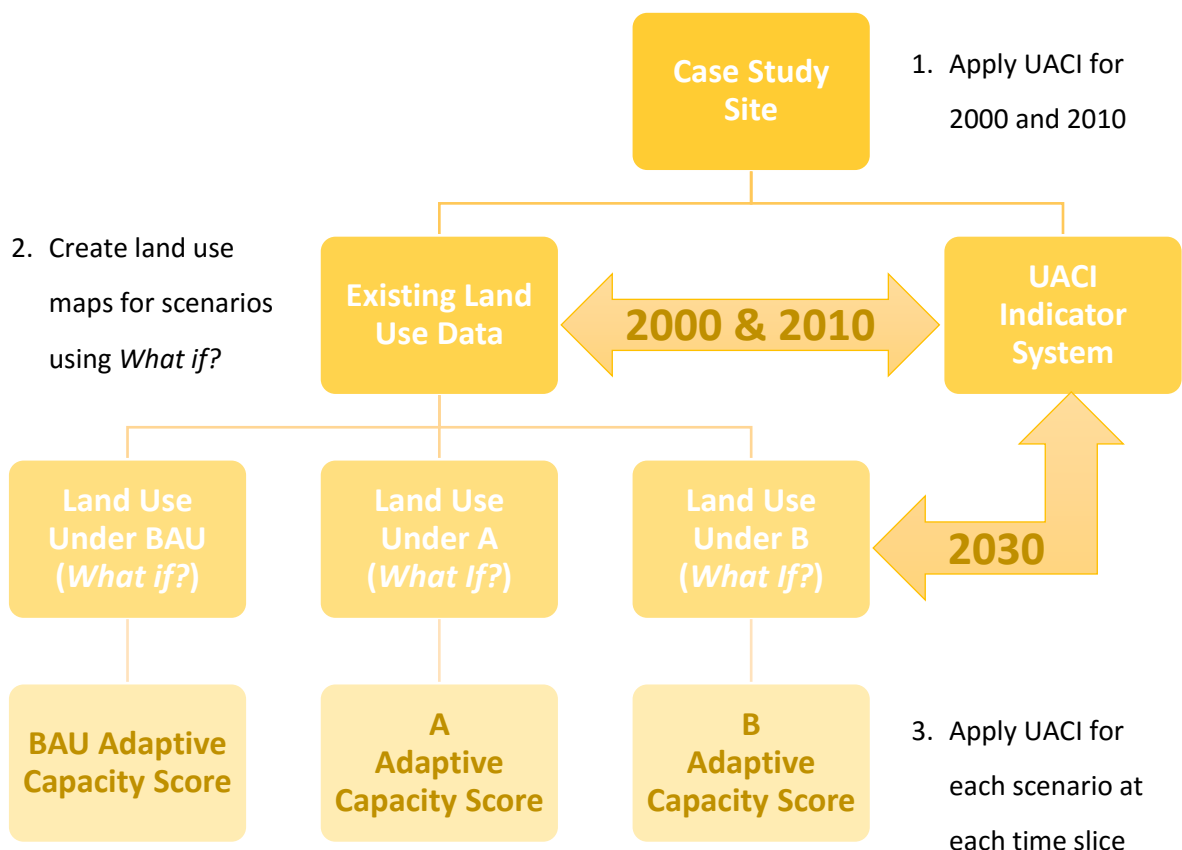 Case Study
Site
1. Apply UACI for
2000 and 2010
2. Create land use
maps for scenarios
using What if?
Existing Land
Use Data
2000 & 2010
UACI
Indicator
System
Land Use
Under BAU
(What if?)
Land Use
Under A
(What If?)
Land Use
Under B
(What If?)
2030
BAU Adaptive
Capacity Score
A
Adaptive
Capacity Score
B
Adaptive
Capacity Score
3. Apply UACI for
each scenario at
each time slice